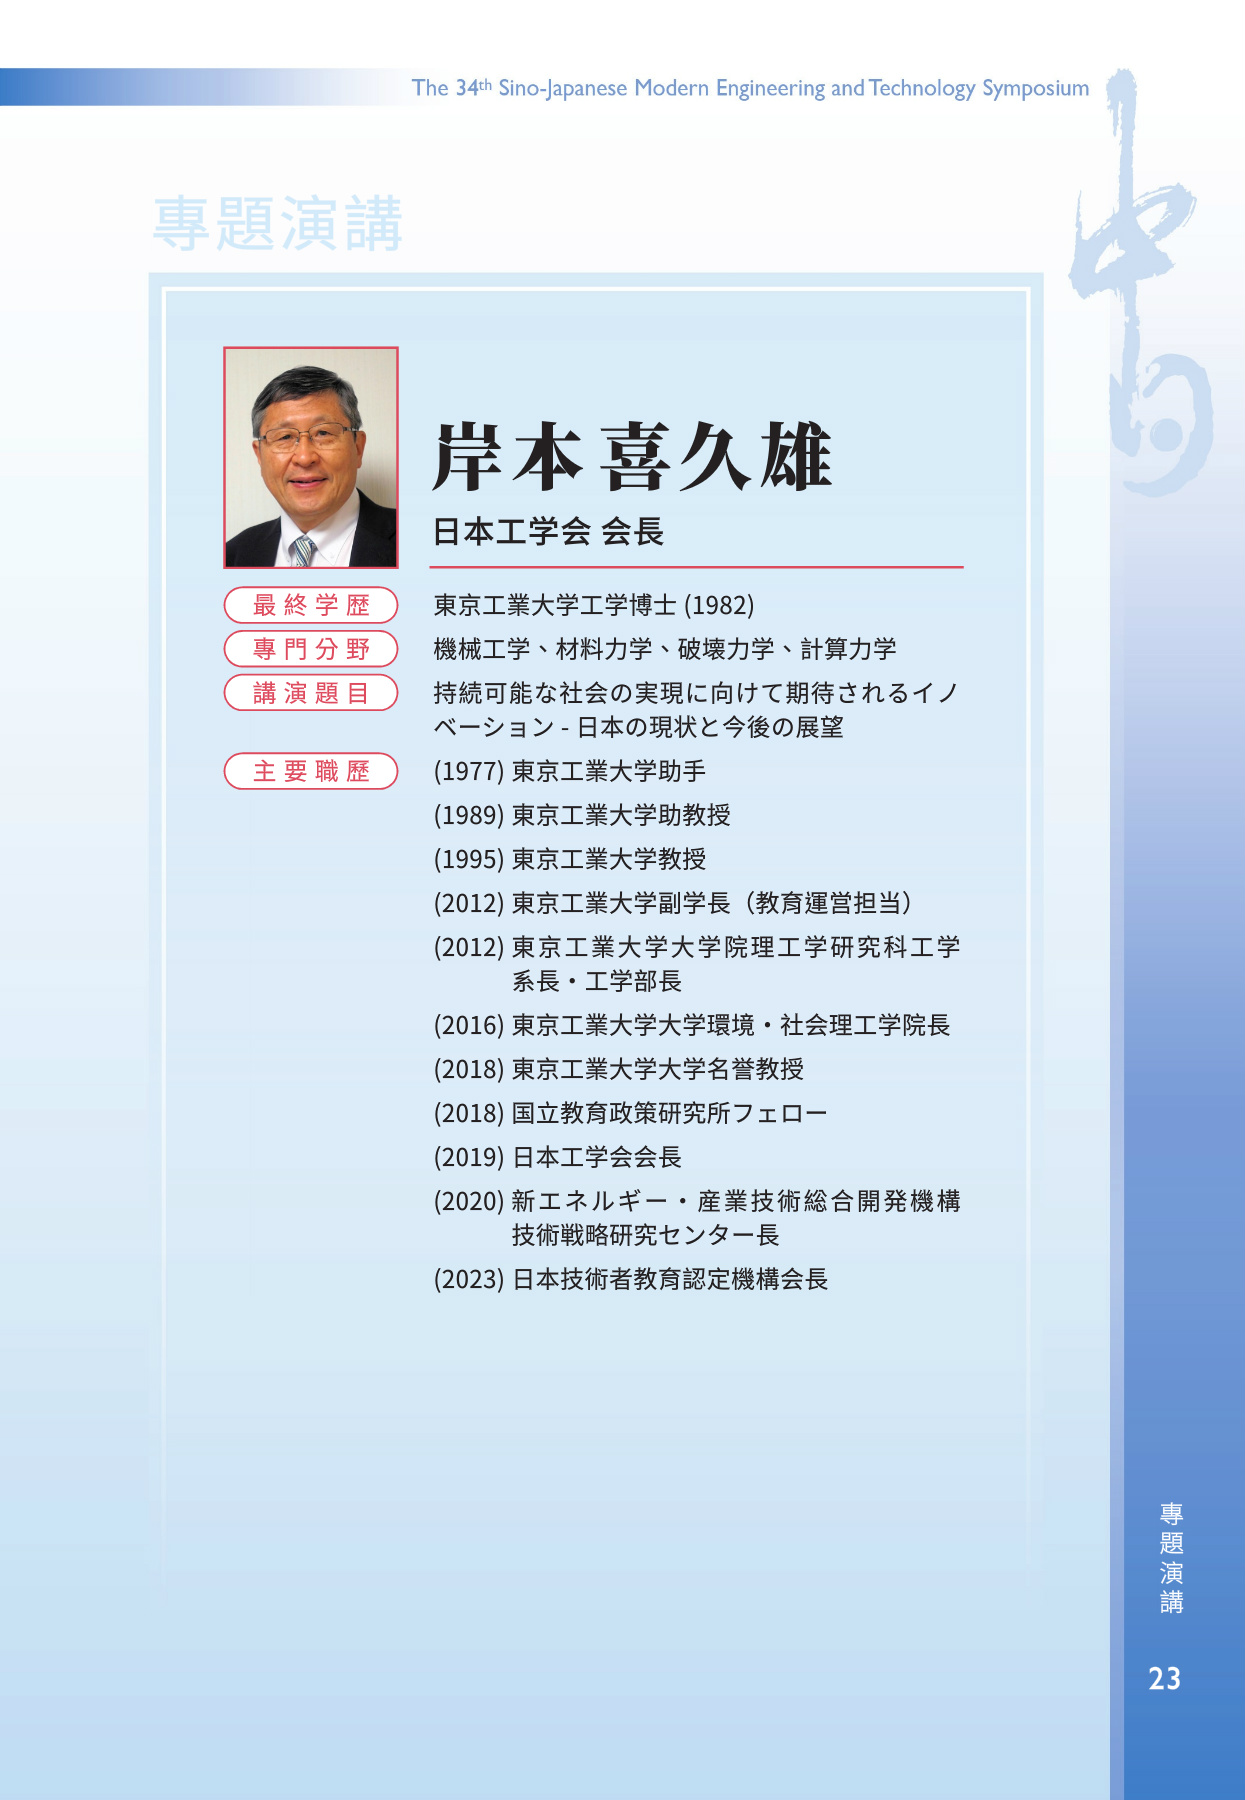 The 34th Sino-Japanese Modern Engineering and Technology Symposium
中日
專題演講
岸本喜久雄
日本工学会 会長
最終学歴
東京工業大学工学博士 (1982)
專門分野
機械工学、材料力学、破壊力学、計算力学
講演題目
持続可能な社会の実現に向けて期待されるイノ
ベーション - 日本の現状と今後の展望
主要職歴
(1977) 東京工業大学助手
(1989) 東京工業大学助教授
(1995) 東京工業大学教授
(2012) 東京工業大学副学長（教育運営担当）
(2012) 東京工業大学大学院理工学研究科工学
系長・工学部長
(2016) 東京工業大学大学環境・社会理工学院長
(2018) 東京工業大学大学名誉教授
(2018) 国立教育政策研究所フェロー
(2019) 日本工学会会長
(2020) 新エネルギー・産業技術総合開発機構
技術戦略研究センター長
(2023) 日本技術者教育認定機構会長
專題演講
23